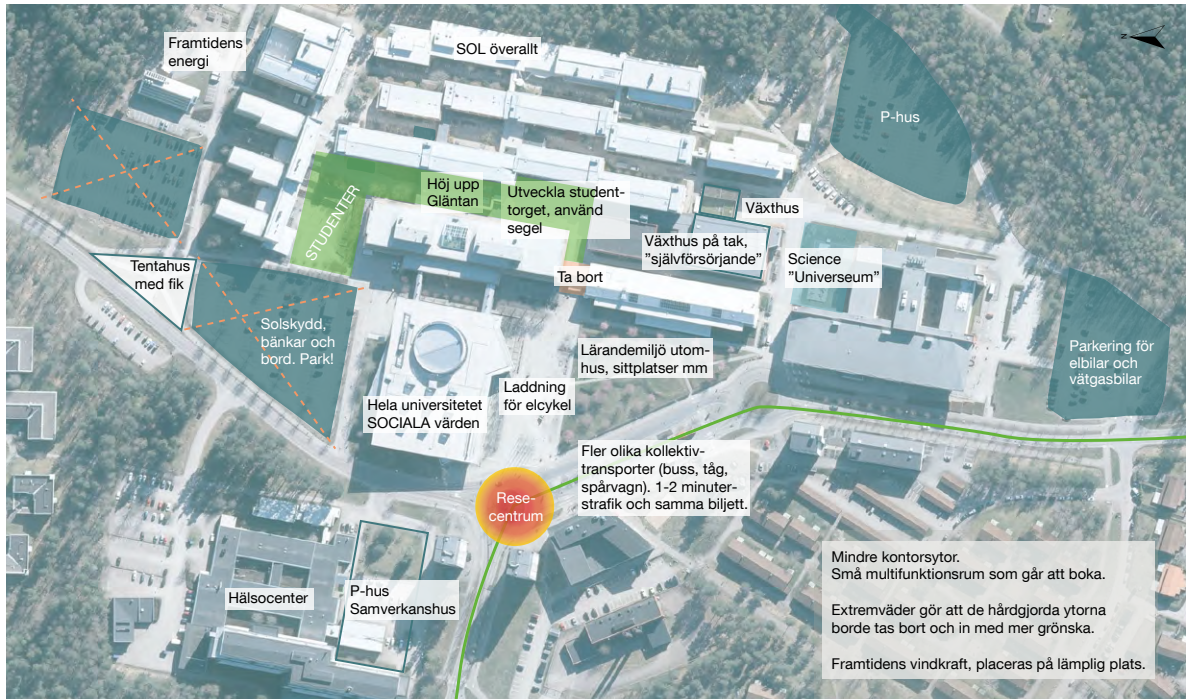 Framtidens
energi
SOL överallt
N
P-hus
STUDENTER
Höj upp
Gläntan
Utveckla student-
torget, använd
segel
Växthus
Växthus på tak,
”självförsörjande”
Science
”Universeum”
Tentahus
med fik
Ta bort
Solskydd,
bänkar och
bord. Park!
Lärandemiljö utom-
hus, sittplatser mm
Parkering för
elbilar och
vätgasbilar
Laddning
för elcykel
Hela universitetet
SOCIALA värden
Fler olika kollektiv-
transporter (buss, tåg,
spårvagn). 1-2 minuter-
strafik och samma biljett.
Rese-
centrum
Hälsocenter
P-hus
Samverkanshus
Mindre kontorsytor.
Små multifunktionsrum som går att boka.
Extremväder gör att de hårdgjorda ytorna
borde tas bort och in med mer grönska.
Framtidens vindkraft, placeras på lämplig plats.